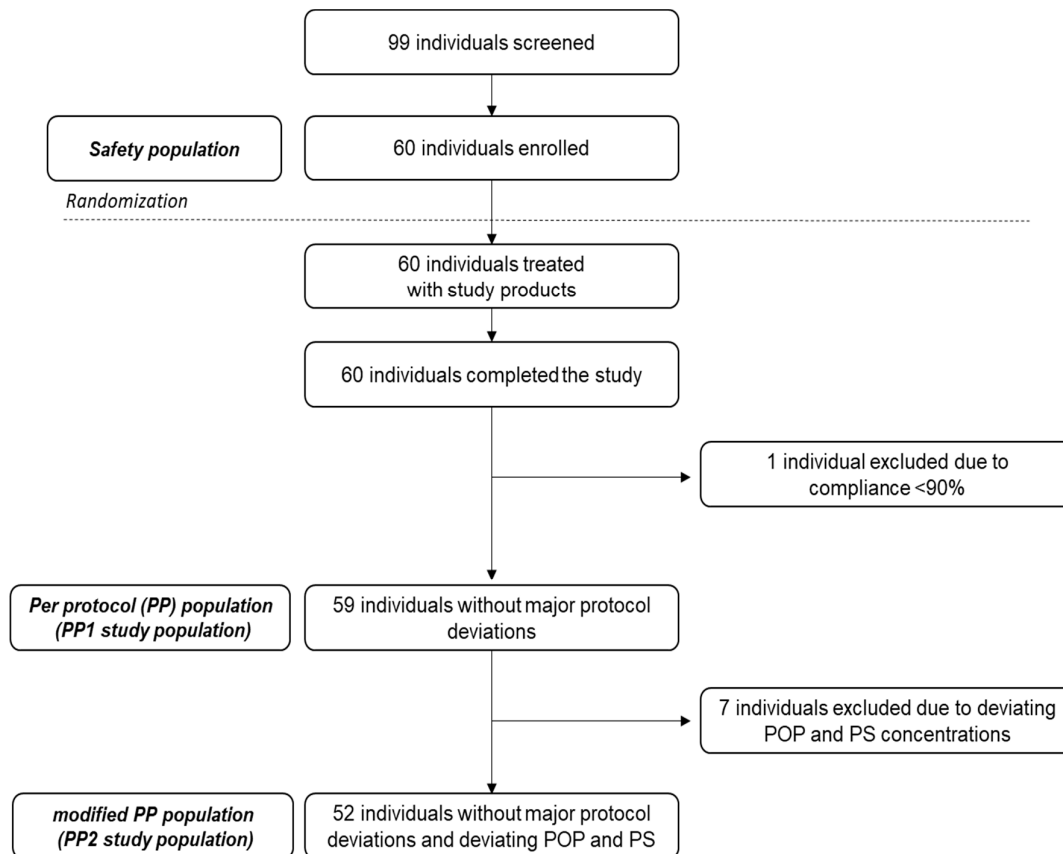 99 individuals screened
Safety population
60 individuals enrolled
Randomization
60 individuals treated
with study products
60 individuals completed the study
1 individual excluded due to
compliance <90%
Per protocol (PP) population
(PP1 study population)
59 individuals without major protocol
deviations
7 individuals excluded due to deviating
POP and PS concentrations
modified PP population
(PP2 study population)
52 individuals without major protocol
deviations and deviating POP and PS